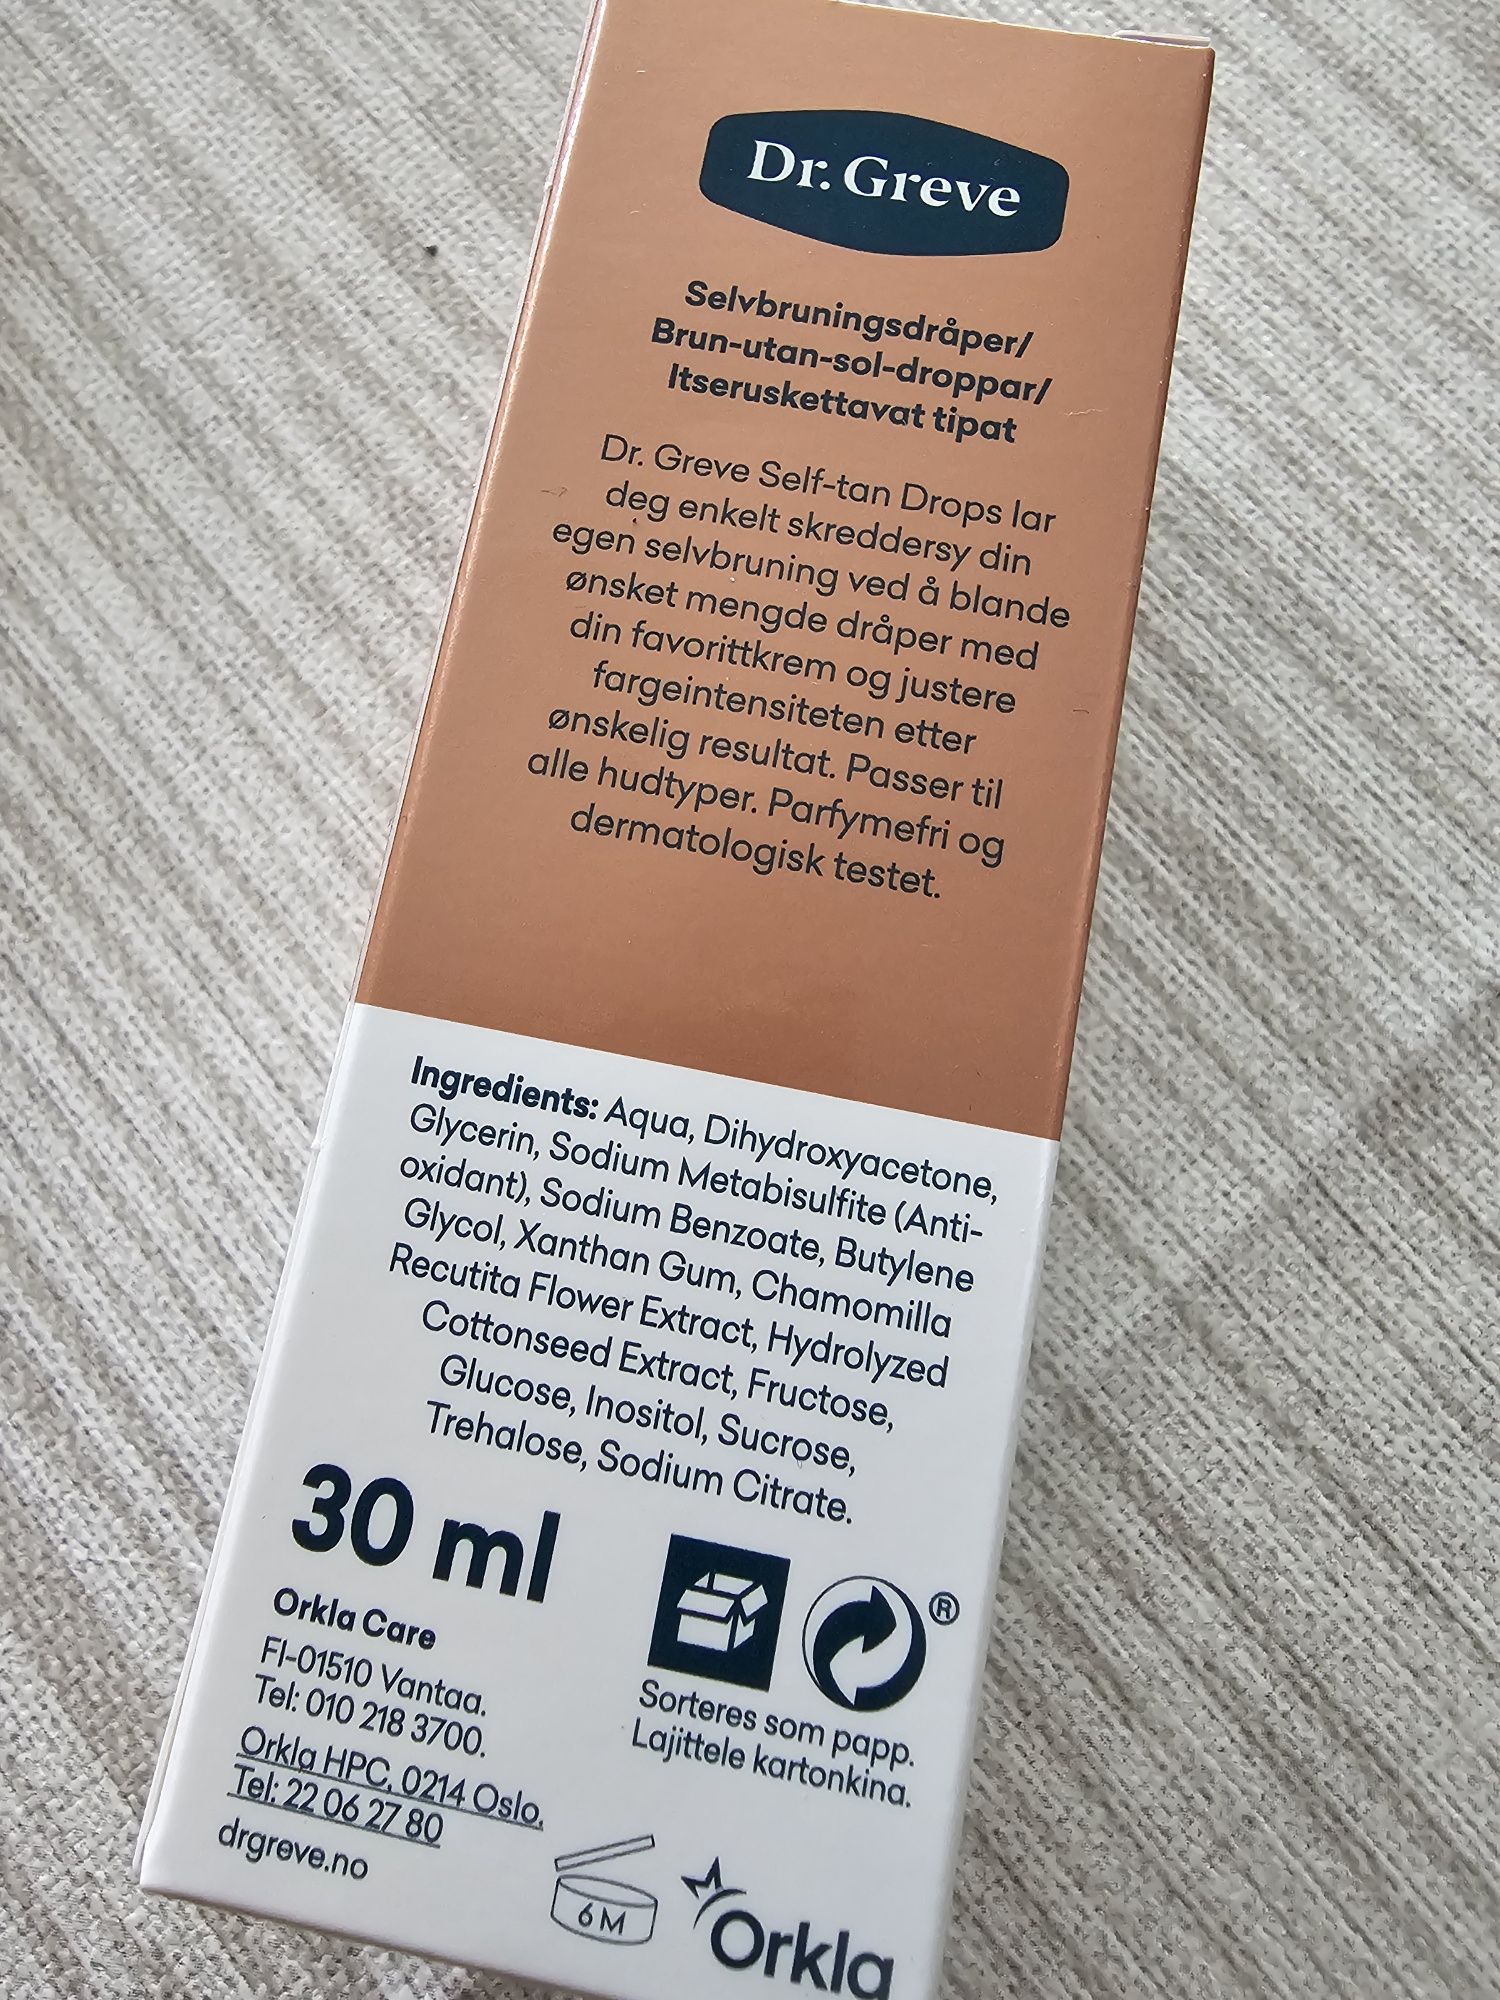 Dr. Greve
Selvbruningsdråper/
Brun-utan-sol-droppar/
Itseruskettavat tipat
Dr. Greve Self-tan Drops lar
deg enkelt skreddersy din
egen selvbruning ved å blande
ønsket mengde dråper med
din favorittkrem og justere
fargeintensiteten etter
ønskelig resultat. Passer til
alle hudtyper. Parfymefri og
dermatologisk testet.
Ingredients: Aqua, Dihydroxyacetone,
Glycerin, Sodium Metabisulfite (Anti-
oxidant), Sodium Benzoate, Butylene
Glycol, Xanthan Gum, Chamomilla
Recutita Flower Extract, Hydrolyzed
Cottonseed Extract, Fructose,
Glucose, Inositol, Sucrose,
Trehalose, Sodium Citrate.
30 ml
®
Orkla Care
FI-01510 Vantaa.
Tel: 010 218 3700.
Orkla HPC, 0214 Oslo.
Tel: 22 06 27 80
drgreve.no
Sorteres som papp.
Lajittele kartonkina.
6 M
Orkla